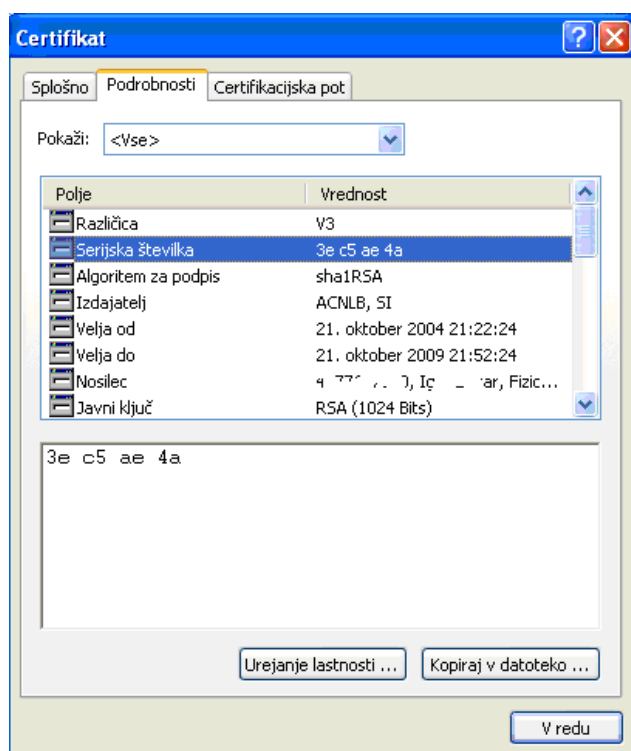 Certifikat
Splošno Podrobnosti Certifikacijska pot
Pokaži: <Vse>
Polje Vrednost
Različica V3
Serijska številka 3e c5 ae 4a
Algoritem za podpis sha1RSA
Izdajatelj ACNLB, SI
Velja od 21. oktober 2004 21:22:24
Velja do 21. oktober 2009 21:52:24
Nosilec Fizic...
Javni ključ RSA (1024 Bits)
3e c5 ae 4a
Urejanje lastnosti ... Kopiraj v datoteko ...
V redu